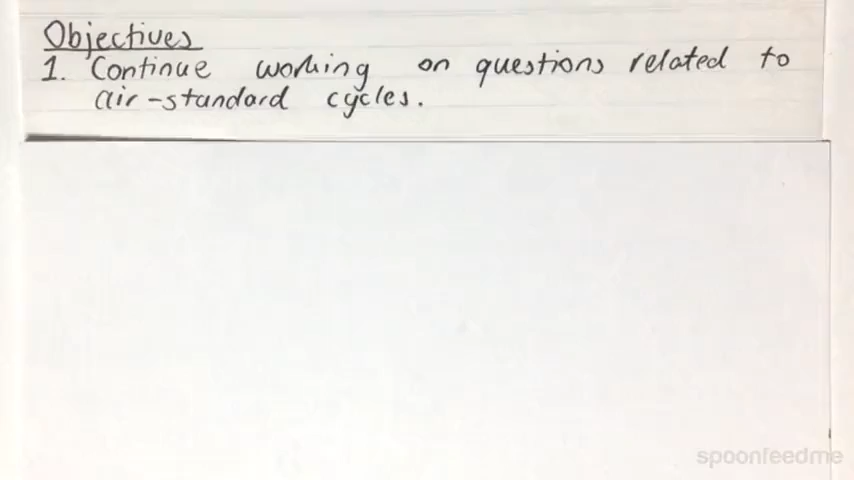 Objectives
1. Continue working on questions related to
air-standard cycles.
spoonfeedme